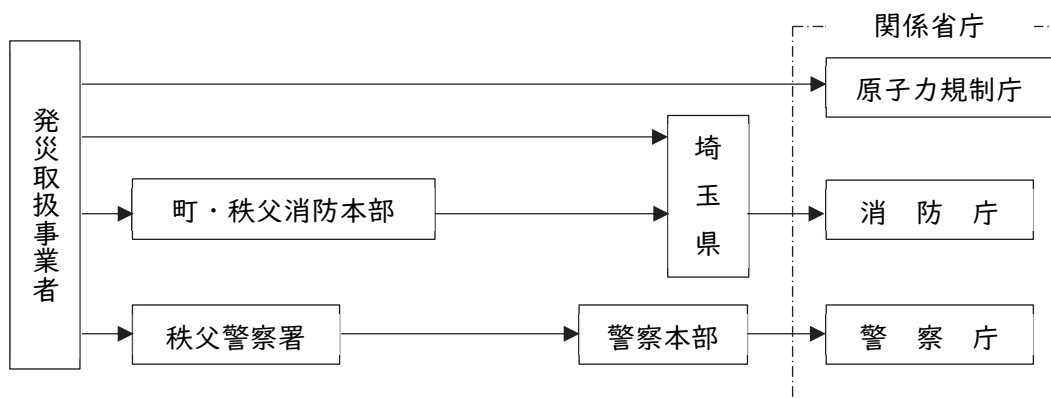 関係省庁
発災取扱事業者
原子力規制庁
埼玉県
町・秩父消防本部
消防庁
秩父警察署
警察本部
警察庁